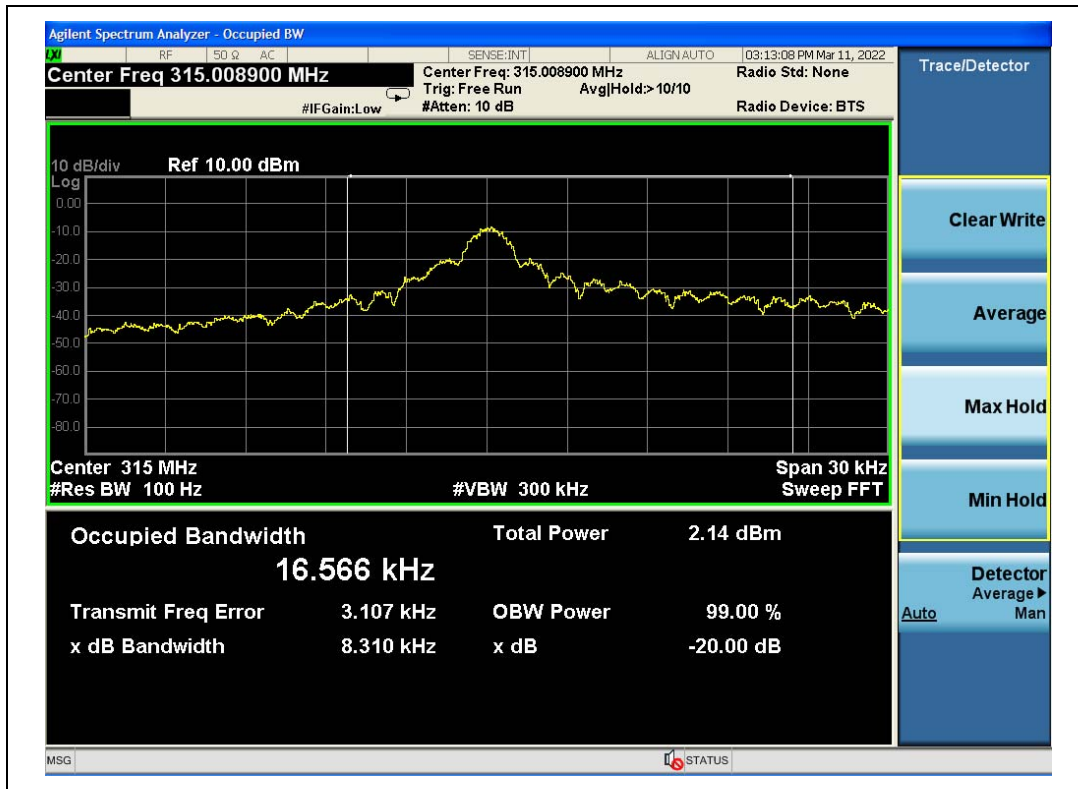 Agilent Spectrum Analyzer - Occupied BW
LXI RF 50 Ω AC SENSE:INT ALIGN AUTO 03:13:08 PM Mar 11, 2022
Center Freq 315.008900 MHz
Center Freq: 315.008900 MHz Radio Std: None
Trig: Free Run Avg|Hold:>10/10
#IFGain:Low #Atten: 10 dB Radio Device: BTS
10 dB/div Ref 10.00 dBm
Log
0.00
-10.0
-20.0
-30.0
-40.0
-50.0
-60.0
-70.0
-80.0
Center 315 MHz Span 30 kHz
#Res BW 100 Hz #VBW 300 kHz Sweep FFT
Occupied Bandwidth Total Power 2.14 dBm
16.566 kHz
Transmit Freq Error 3.107 kHz OBW Power 99.00 %
x dB Bandwidth 8.310 kHz x dB -20.00 dB
Trace/Detector
Clear Write
Average
Max Hold
Min Hold
Detector
Average▶
Auto Man
MSG STATUS